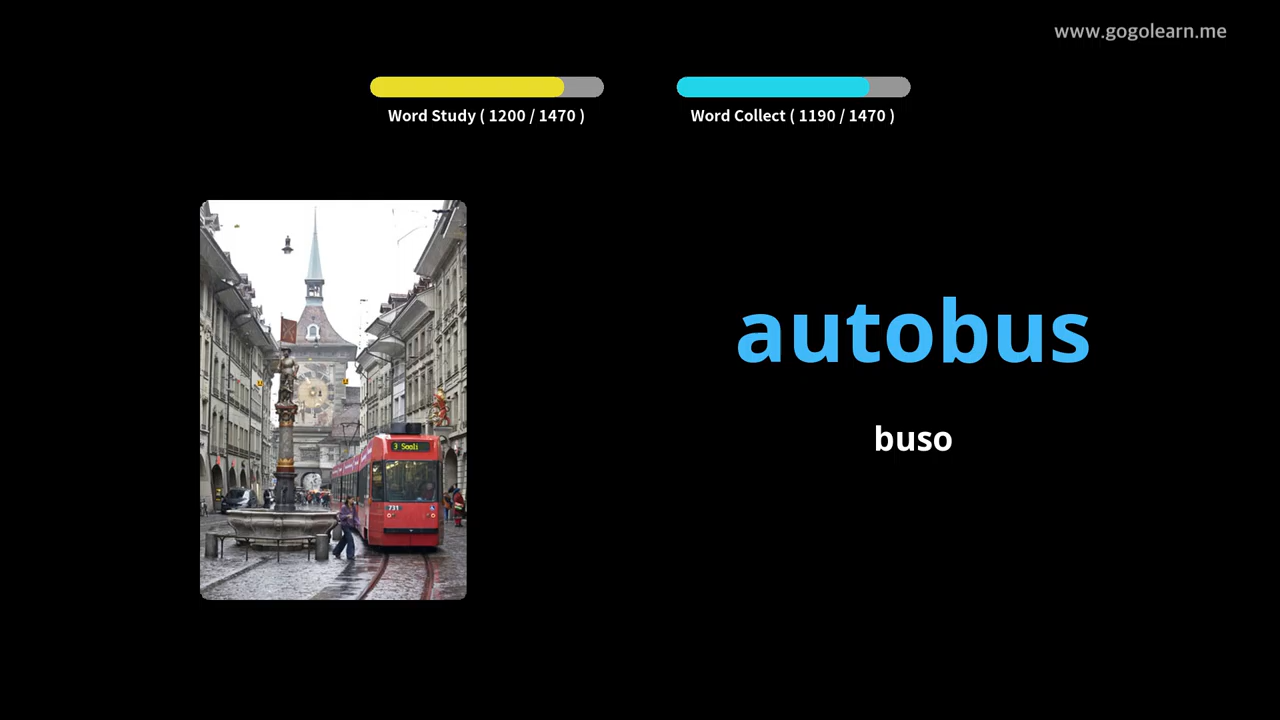 www.gogolearn.me
Word Study ( 1200 / 1470 )
Word Collect ( 1190 / 1470 )
autobus
buso
3 Saali
731